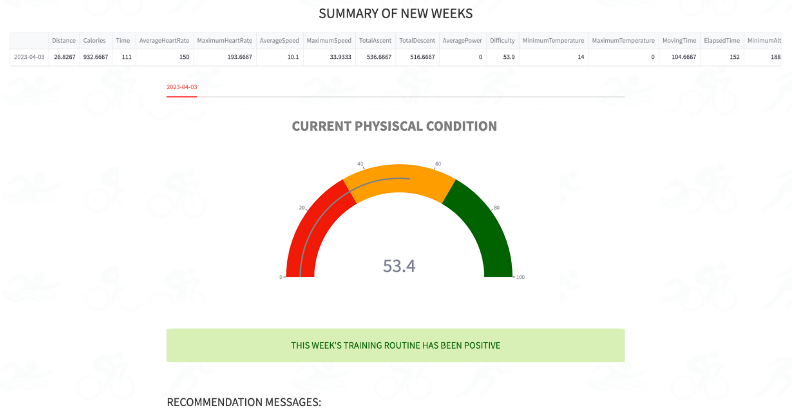 SUMMARY OF NEW WEEKS
Distance Calories Time AverageHeartRate MaximumHeartRate AverageSpeed MaximumSpeed TotalAscent TotalDescent AveragePower Difficulty MinimumTemperature MaximumTemperature MovingTime ElapsedTime MinimumAlt
2023-04-03 26.8267 932.6667 111 150 193.6667 10.1 33.9333 536.6667 516.6667 0 53.9 14 0 104.6667 152 188.
2023-04-03
CURRENT PHYSISCAL CONDITION
40 60
20 80
53.4
0 100
THIS WEEK'S TRAINING ROUTINE HAS BEEN POSITIVE
RECOMMENDATION MESSAGES: